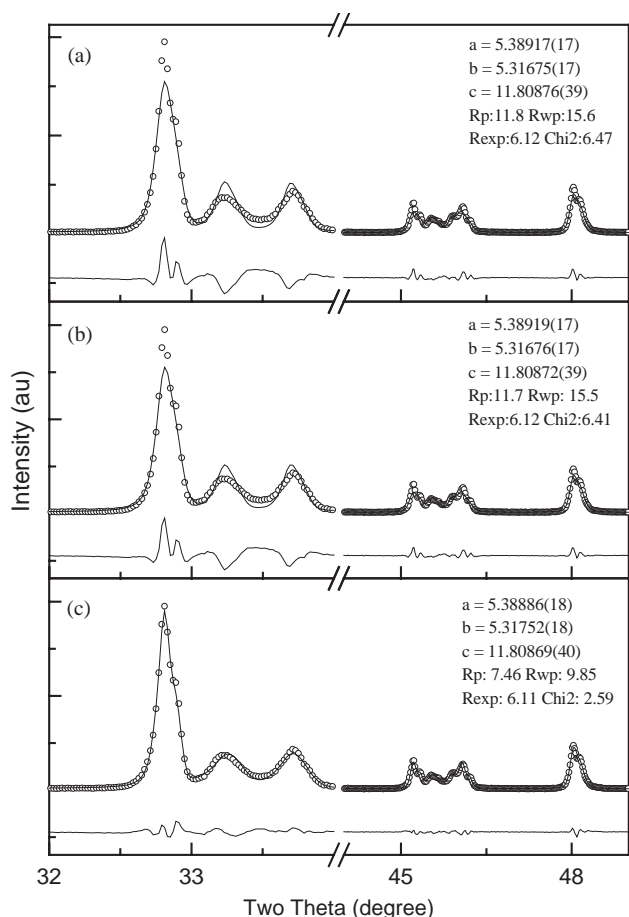 (a)
a = 5.38917(17)
b = 5.31675(17)
c = 11.80876(39)
Rp:11.8 Rwp:15.6
Rexp:6.12 Chi2:6.47
(b)
a = 5.38919(17)
b = 5.31676(17)
c = 11.80872(39)
Rp:11.7 Rwp: 15.5
Rexp:6.12 Chi2:6.41
(c)
a = 5.38886(18)
b = 5.31752(18)
c = 11.80869(40)
Rp: 7.46 Rwp: 9.85
Rexp: 6.11 Chi2: 2.59
Intensity (au)
32 33 45 48
Two Theta (degree)